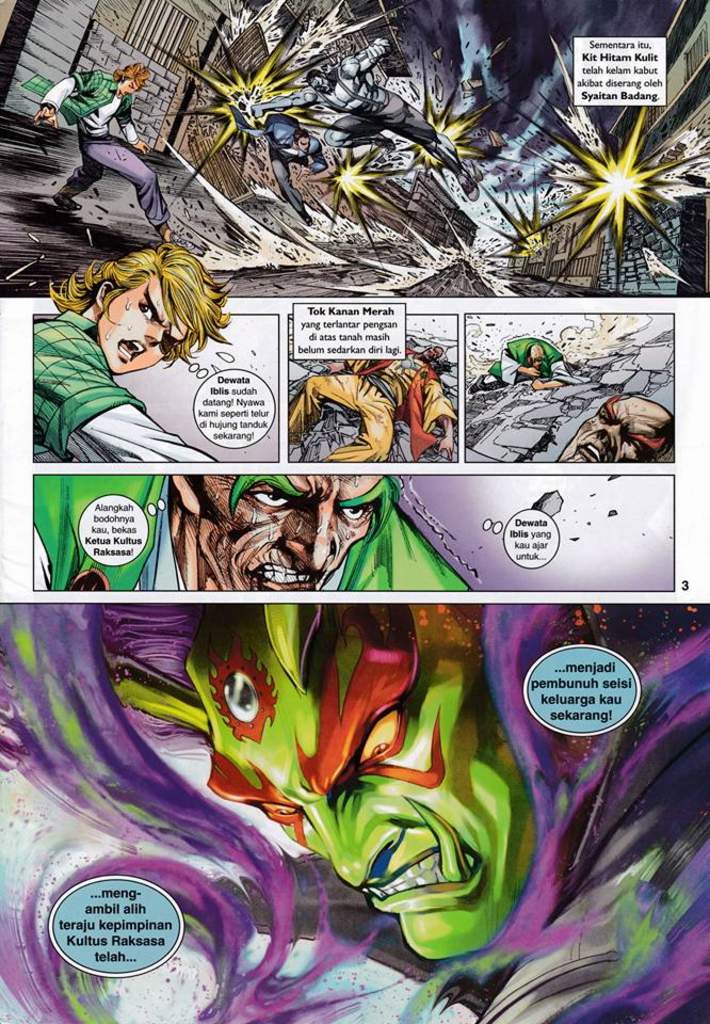 Sementara itu,
Kit Hitam Kulit
telah kelam kabut
akibat diserang oleh
Syaitan Badang.
Dewata
Iblis sudah
datang! Nyawa
kami seperti telur
di hujung tanduk
sekarang!
Tok Kanan Merah
yang terlantar pengsan
di atas tanah masih
belum sedarkan diri lagi.
Alangkah
bodohnya
kau, bekas
Ketua Kultus
Raksasa!
Dewata
Iblis yang
kau ajar
untuk...
3
...meng-
ambil alih
teraju kepimpinan
Kultus Raksasa
telah...
...menjadi
pembunuh seisi
keluarga kau
sekarang!